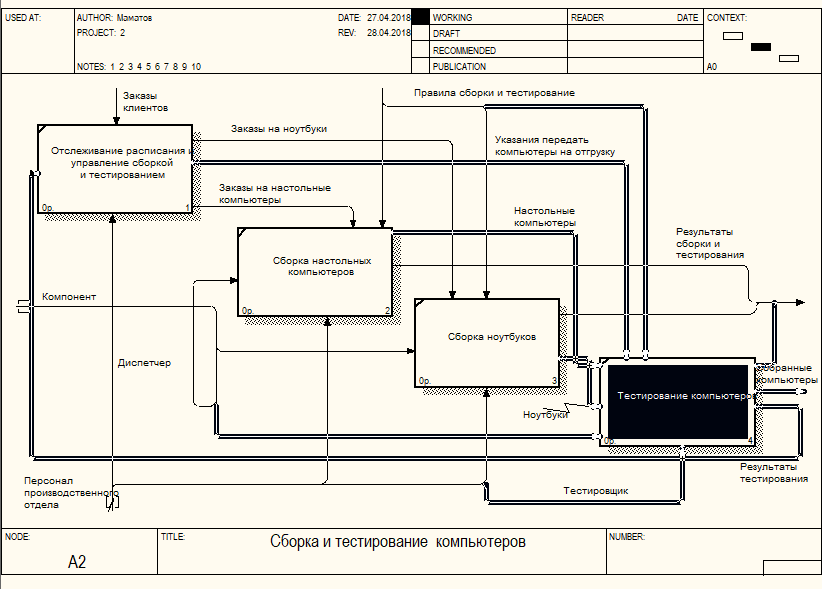 USED AT:
AUTHOR: Маматов
DATE: 27.04.2018
WORKING
READER
DATE
CONTEXT:
PROJECT: 2
REV: 28.04.2018
DRAFT
RECOMMENDED
NOTES: 1 2 3 4 5 6 7 8 9 10
PUBLICATION
A0
Заказы
клиентов
Правила сборки и тестирование
Заказы на ноутбуки
Указания передать
компьютеры на отгрузку
Отслеживание расписания и
управление сборкой
и тестированием
0р.
1
Заказы на настольные
компьютеры
Настольные
компьютеры
Результаты
сборки и
тестирования
Сборка настольных
компьютеров
0р.
2
Компонент
Сборка ноутбуков
0р.
3
Диспетчер
Собранные
компьютеры
Тестирование компьютеров
0р.
4
Ноутбуки
Результаты
тестирования
Персонал
производственного
отдела
Тестировщик
NODE:
A2
TITLE:
Сборка и тестирование компьютеров
NUMBER: